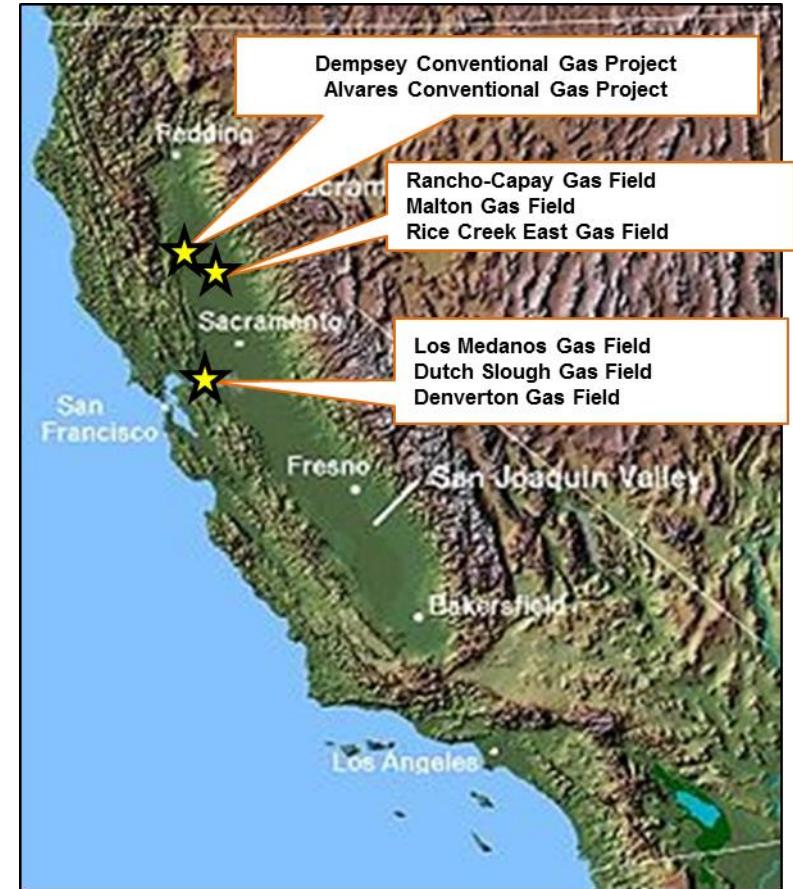 Dempsey Conventional Gas Project
Alvares Conventional Gas Project
Redding
Rancho-Capay Gas Field
Malton Gas Field
Rice Creek East Gas Field
Sacramento
Los Medanos Gas Field
Dutch Slough Gas Field
Denverton Gas Field
San
Francisco
Fresno
San Joaquin Valley
Bakersfield
Los Angeles